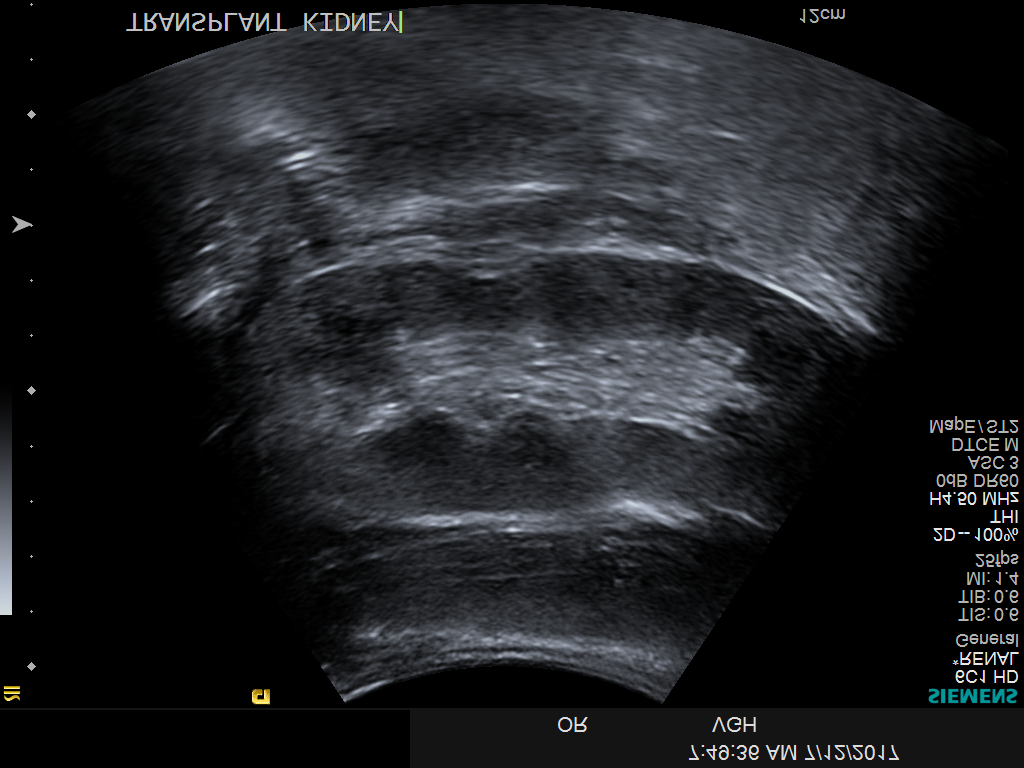 7:49:36 AM 7/12/2017
OR VGH
SIEMENS
6C1 HD
*RENAL
General
TIS: 0.6
TIB: 0.6
MI: 1.4
25fps
2D -- 100%
THI
H4.50 MHz
0dB DR60
ASC 3
DTCE M
MapE / ST2
12cm
TRANSPLANT KIDNEY